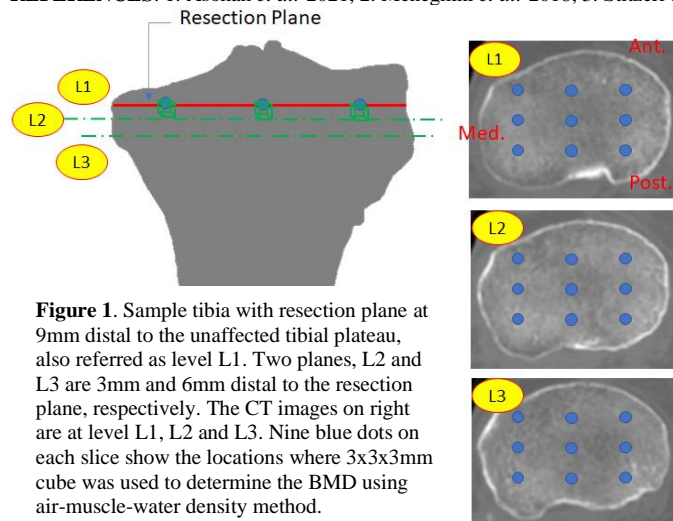 Resection Plane
L1
L2
L3
L1
Ant.
Med.
Post.
L2
L3
Figure 1. Sample tibia with resection plane at
9mm distal to the unaffected tibial plateau,
also referred as level L1. Two planes, L2 and
L3 are 3mm and 6mm distal to the resection
plane, respectively. The CT images on right
are at level L1, L2 and L3. Nine blue dots on
each slice show the locations where 3x3x3mm
cube was used to determine the BMD using
air-muscle-water density method.